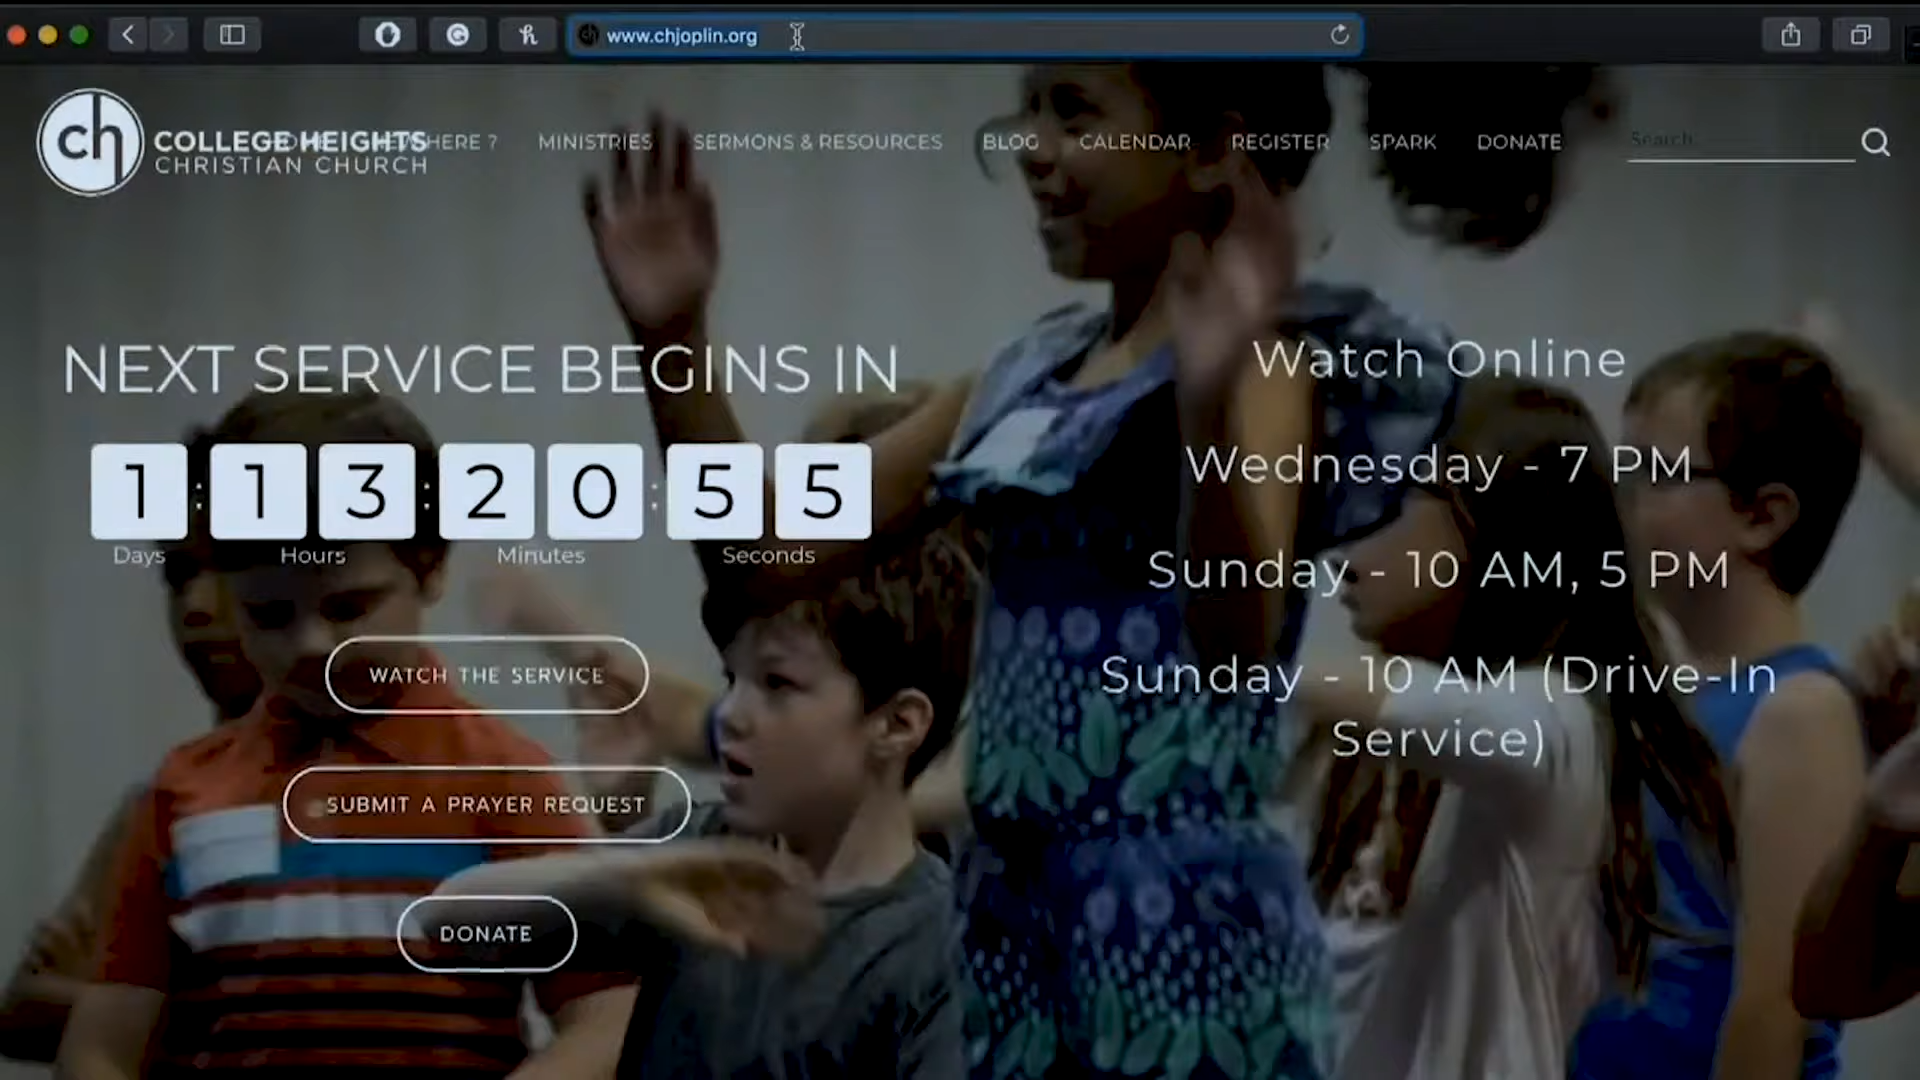 www.chjoplin.org
ch
COLLEGE HEIGHTS
CHRISTIAN CHURCH
HERE ?
MINISTRIES
SERMONS & RESOURCES
BLOG
CALENDAR
REGISTER
SPARK
DONATE
Search
NEXT SERVICE BEGINS IN
1 : 1 3 : 2 0 : 5 5
Days Hours Minutes Seconds
WATCH THE SERVICE
SUBMIT A PRAYER REQUEST
DONATE
Watch Online
Wednesday - 7 PM
Sunday - 10 AM, 5 PM
Sunday - 10 AM (Drive-In
Service)